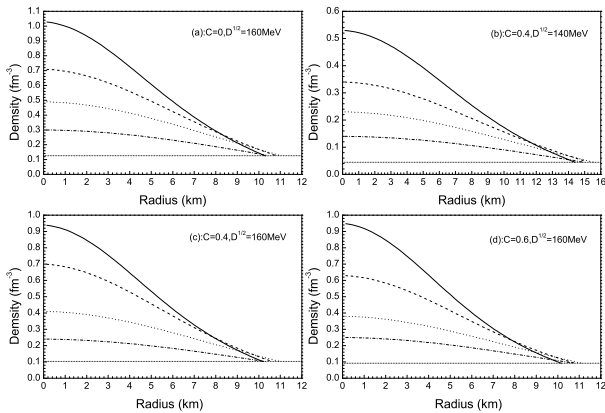 Demsity (fm⁻³)
1.1
1.0
0.9
0.8
0.7
0.6
0.5
0.4
0.3
0.2
0.1
0.0
(a):C=0,D^1/2=160MeV
0 1 2 3 4 5 6 7 8 9 10 11 12
Radius (km)
Demsity (fm⁻³)
0.6
0.5
0.4
0.3
0.2
0.1
0.0
(b):C=0.4,D^1/2=140MeV
0 1 2 3 4 5 6 7 8 9 10 11 12 13 14 15 16
Radius (km)
Demsity (fm⁻³)
1.0
0.9
0.8
0.7
0.6
0.5
0.4
0.3
0.2
0.1
0.0
(c):C=0.4,D^1/2=160MeV
0 1 2 3 4 5 6 7 8 9 10 11 12
Radius (km)
Demsity (fm⁻³)
1.0
0.9
0.8
0.7
0.6
0.5
0.4
0.3
0.2
0.1
0.0
(d):C=0.6,D^1/2=160MeV
0 1 2 3 4 5 6 7 8 9 10 11 12
Radius (km)